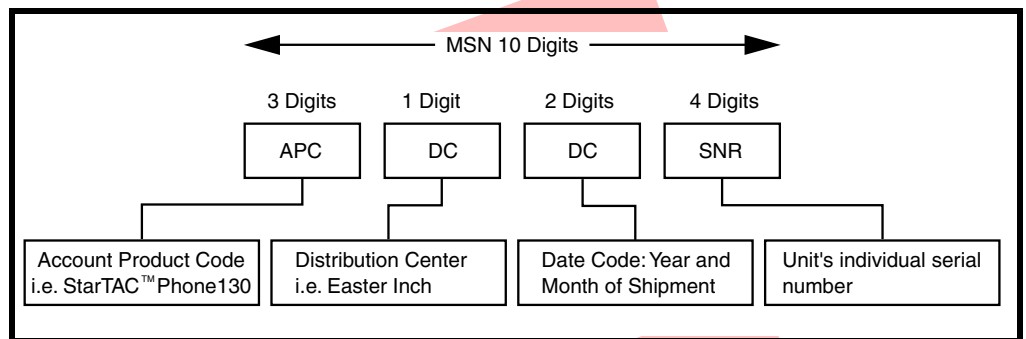 MSN 10 Digits
3 Digits
1 Digit
2 Digits
4 Digits
APC
DC
DC
SNR
Account Product Code
i.e. StarTAC™Phone130
Distribution Center
i.e. Easter Inch
Date Code: Year and
Month of Shipment
Unit's individual serial
number